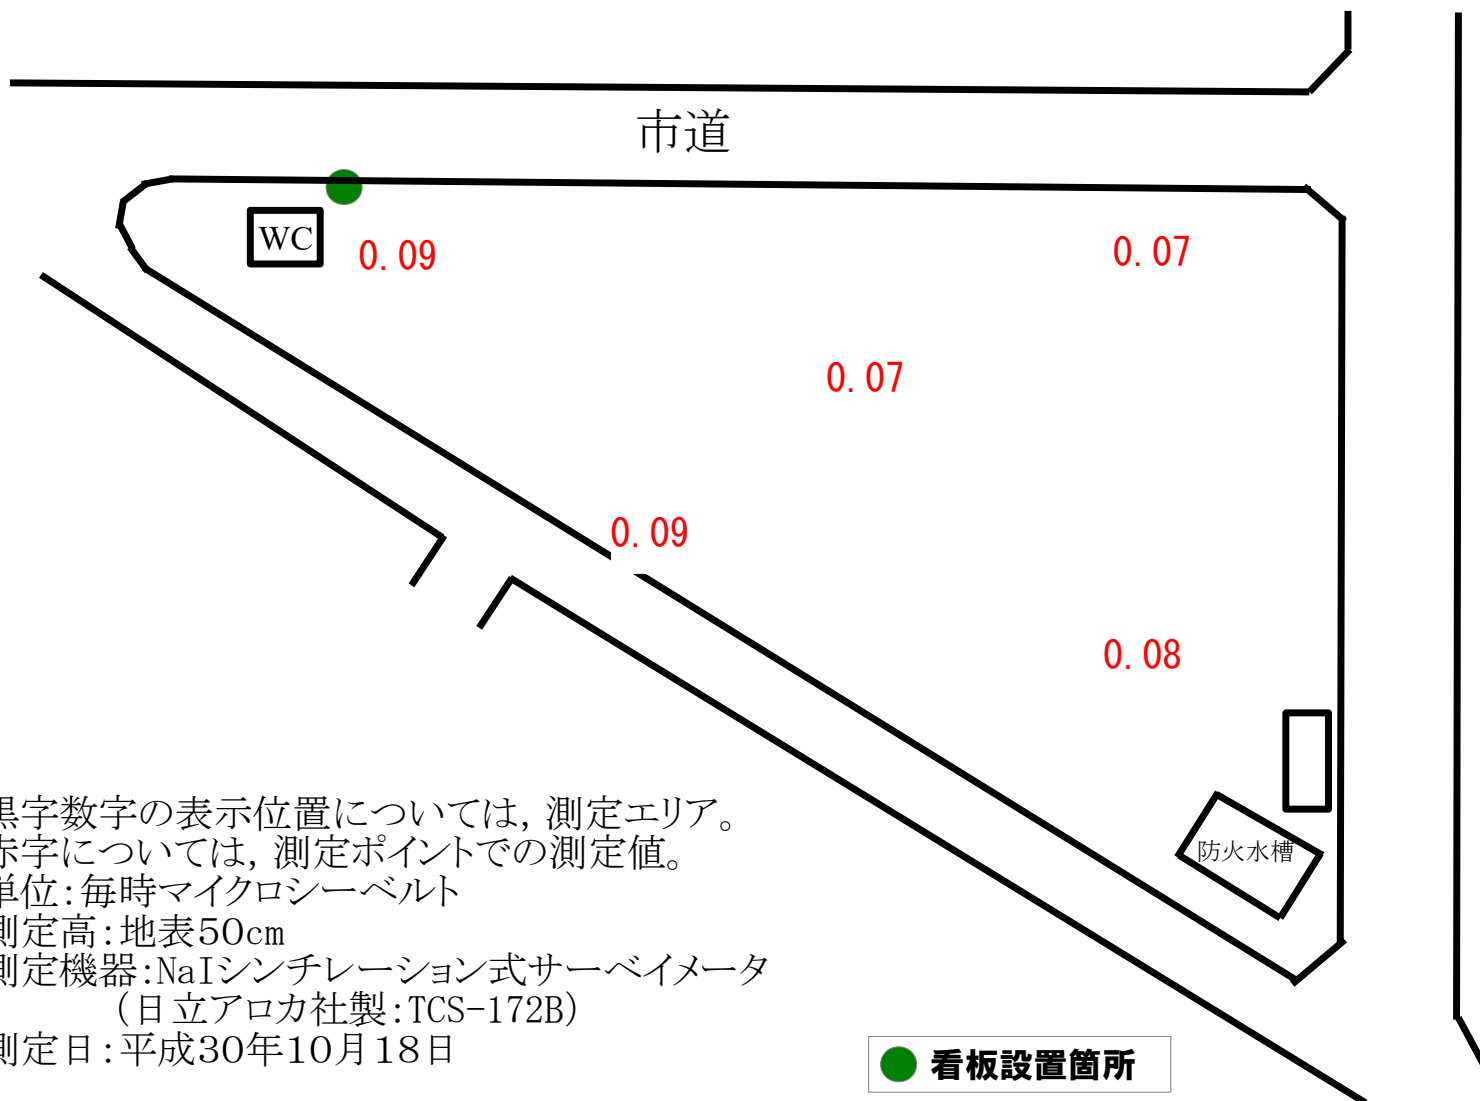 市道
WC
0.09
0.07
0.07
0.09
0.08
防火水槽
黒字数字の表示位置については，測定エリア。
赤字については，測定ポイントでの測定値。
単位：毎時マイクロシーベルト
測定高：地表50cm
測定機器：NaIシンチレーション式サーベイメータ
（日立アロカ社製：TCS-172B）
測定日：平成30年10月18日
看板設置箇所